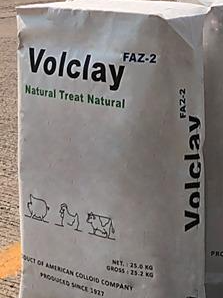 Volclay FAZ-2
Natural Treat Natural
NET. : 25.0 KG
GROSS : 25.2 KG
PRODUCT OF AMERICAN COLLOID COMPANY
PRODUCED SINCE 1927
Volclay FAZ-2